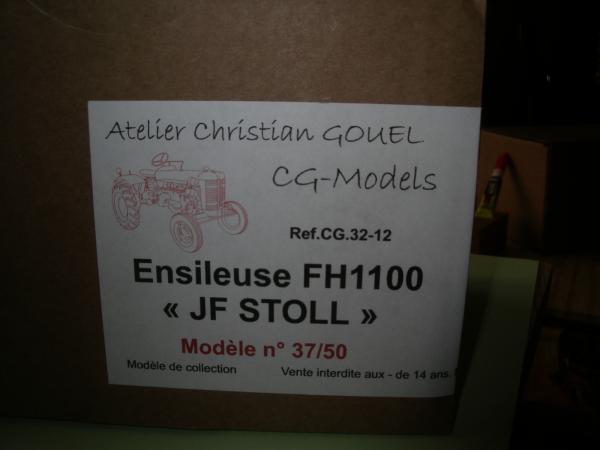 Atelier Christian GOUEL
CG-Models
Ref.CG.32-12
Ensileuse FH1100
« JF STOLL »
Modèle n° 37/50
Modèle de collection Vente interdite aux - de 14 ans.